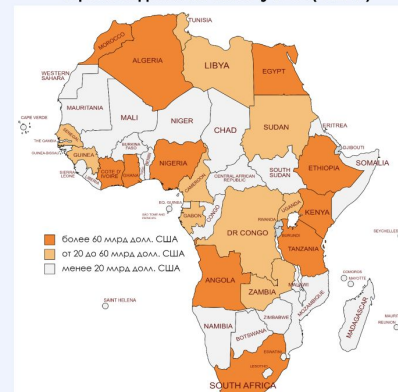 TUNISIA
MOROCCO
ALGERIA
LIBYA
EGYPT
WESTERN
SAHARA
MAURITANIA
MALI
NIGER
CHAD
SUDAN
ERITREA
CAPE VERDE
THE GAMBIA
GUINEA
SIERRA
LEONE
LIBERIA
COTE D'
IVOIRE
BURKINA
FASO
GHANA
NIGERIA
CAMEROON
CENTRAL AFRICAN
REPUBLIC
SOUTH
SUDAN
ETHIOPIA
DJIBOUTI
SOMALIA
EQ. GUINEA
GABON
CONGO
DR CONGO
UGANDA
KENYA
RWANDA
BURUNDI
TANZANIA
SEYCHELLES
более 60 млрд долл. США
от 20 до 60 млрд долл. США
менее 20 млрд долл. США
ANGOLA
ZAMBIA
MALAWI
MOZAMBIQUE
COMOROS
MAYOTTE
SAINT HELENA
ZIMBABWE
NAMIBIA
BOTSWANA
MADAGASCAR
LESOTHO
SOUTH AFRICA